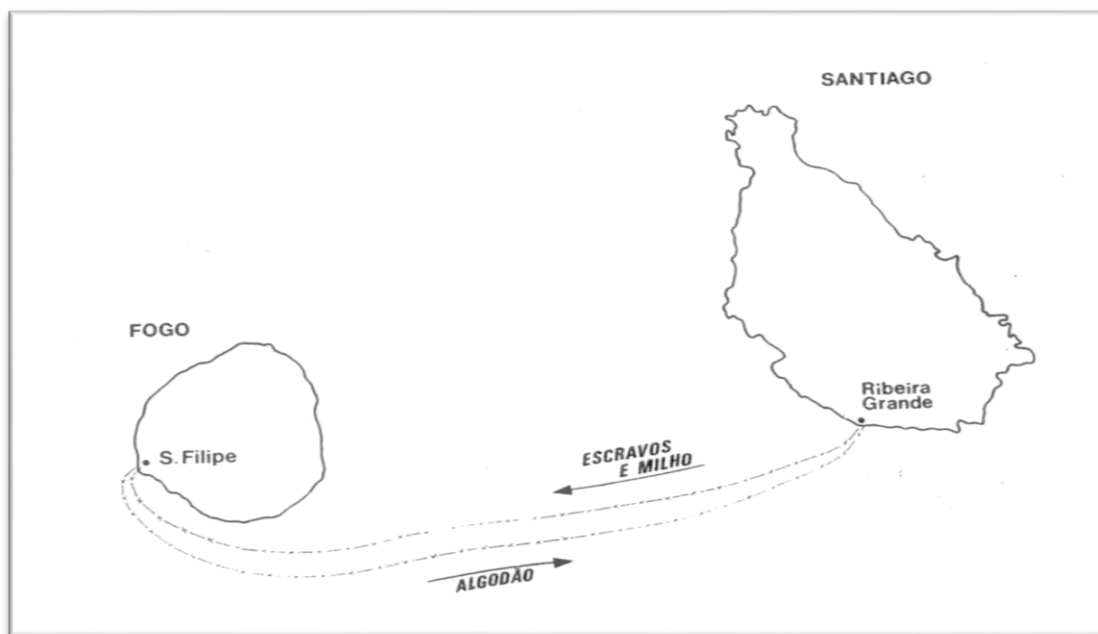 SANTIAGO
FOGO
Ribeira
Grande
S. Filipe
ESCRAVOS
E MILHO
ALGODÃO